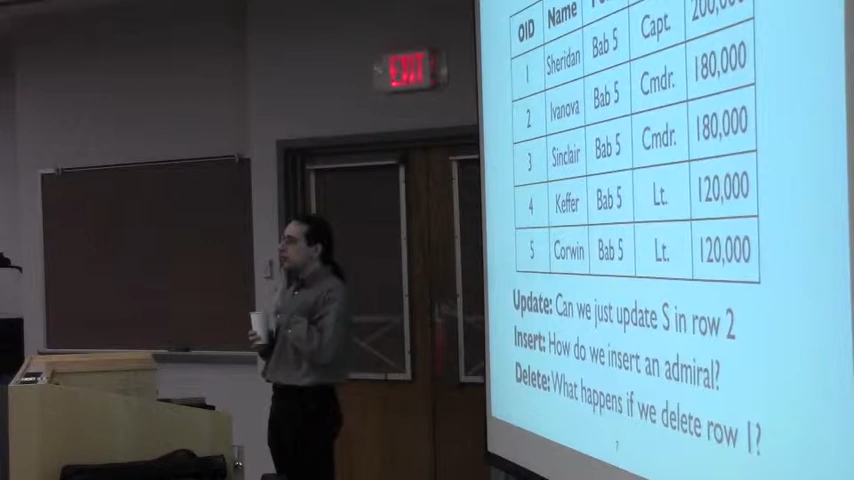 EXIT
OID Name
Capt. 200,000
1 Sheridan Bab 5 Cmdr. 180,000
2 Ivanova Bab 5 Cmdr. 180,000
3 Sinclair Bab 5 Lt. 120,000
4 Keffer Bab 5 Lt. 120,000
5 Corwin Bab 5
Update: Can we just update S in row 2
Insert: How do we insert an admiral?
Delete: What happens if we delete row 1?
7